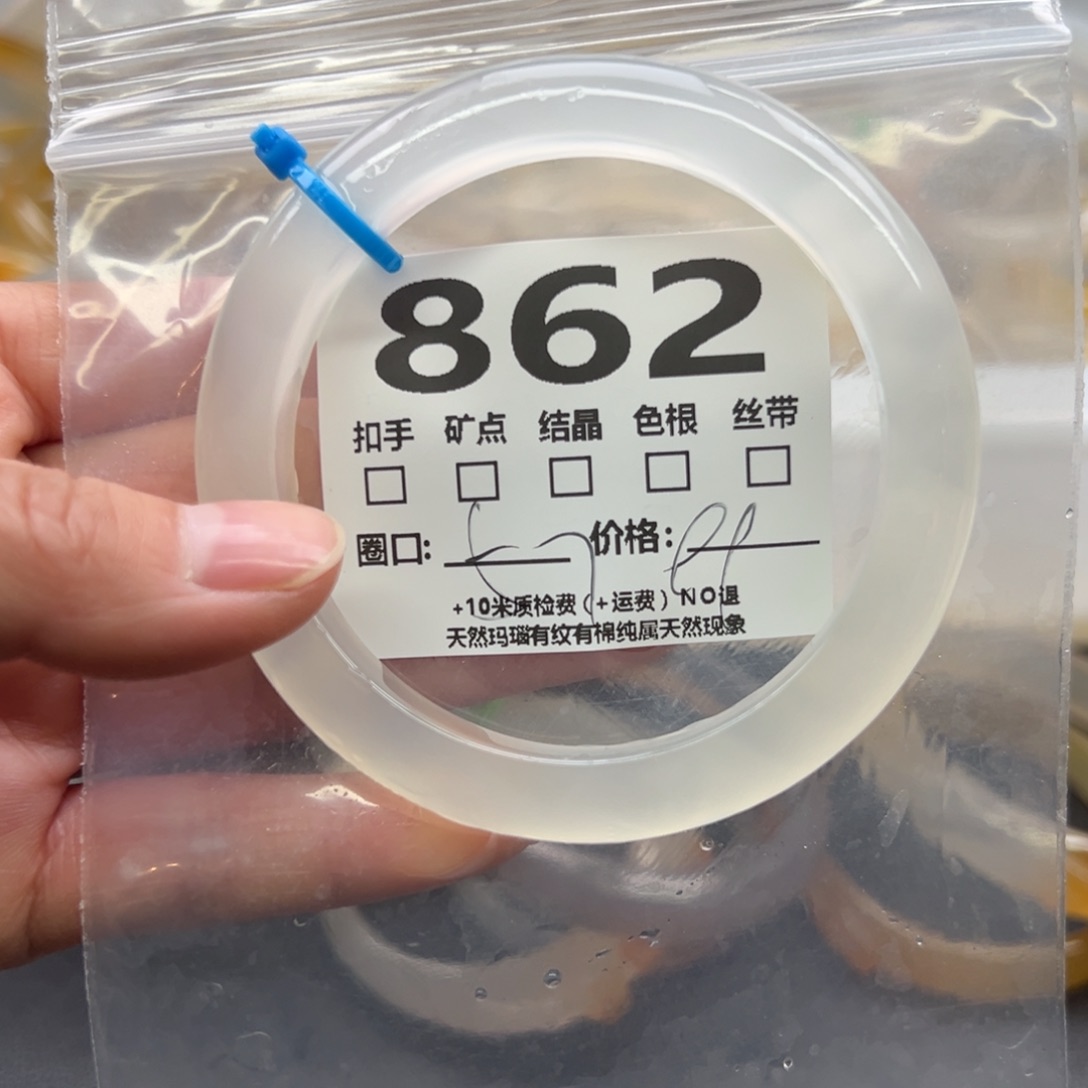 862
扣手 矿点 结晶 色根 丝带
圈口: 价格:
+10米质检费(+运费)NO退
天然玛瑙有纹有棉纯属天然现象